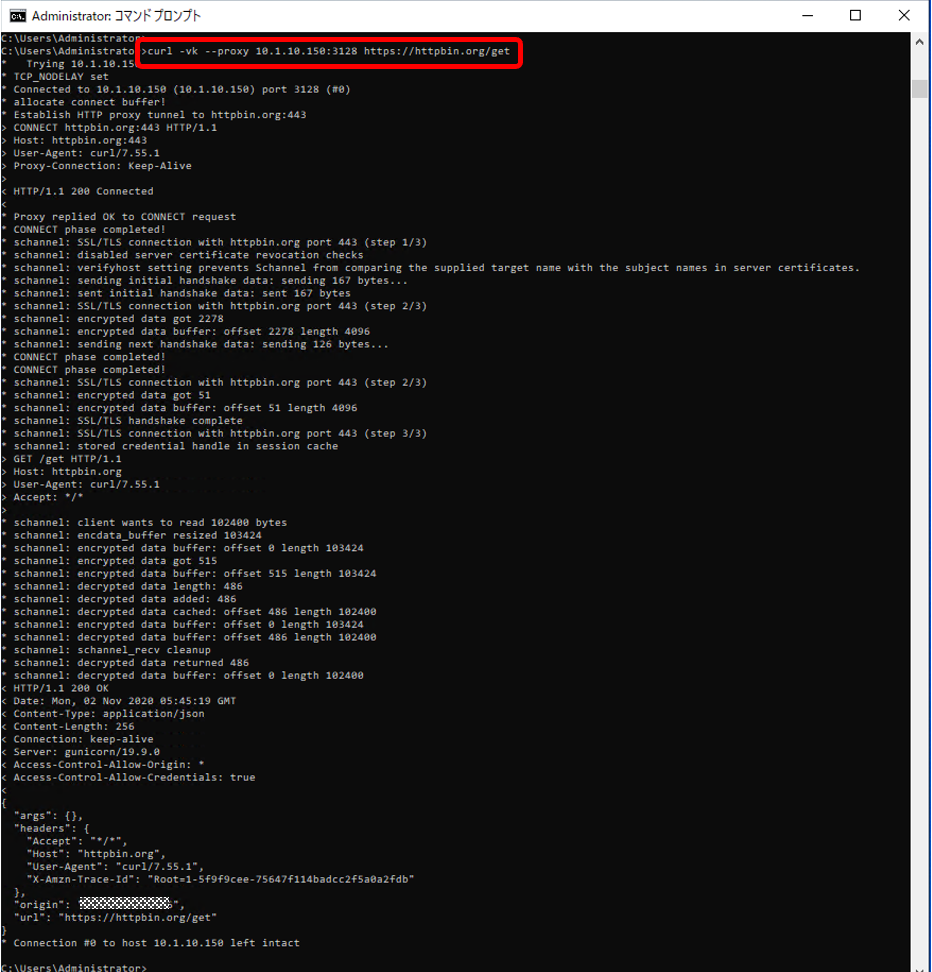 Administrator: コマンド プロンプト
C:\Users\Administrator>
C:\Users\Administrator>curl -vk --proxy 10.1.10.150:3128 https://httpbin.org/get
*   Trying 10.1.10.15
* TCP_NODELAY set
* Connected to 10.1.10.150 (10.1.10.150) port 3128 (#0)
* allocate connect buffer!
* Establish HTTP proxy tunnel to httpbin.org:443
> CONNECT httpbin.org:443 HTTP/1.1
> Host: httpbin.org:443
> User-Agent: curl/7.55.1
> Proxy-Connection: Keep-Alive
>
< HTTP/1.1 200 Connected
<
* Proxy replied OK to CONNECT request
* CONNECT phase completed!
* schannel: SSL/TLS connection with httpbin.org port 443 (step 1/3)
* schannel: disabled server certificate revocation checks
* schannel: verifyhost setting prevents Schannel from comparing the supplied target name with the subject names in server certificates.
* schannel: sending initial handshake data: sending 167 bytes...
* schannel: sent initial handshake data: sent 167 bytes
* schannel: SSL/TLS connection with httpbin.org port 443 (step 2/3)
* schannel: encrypted data got 2278
* schannel: encrypted data buffer: offset 2278 length 4096
* schannel: sending next handshake data: sending 126 bytes...
* CONNECT phase completed!
* CONNECT phase completed!
* schannel: SSL/TLS connection with httpbin.org port 443 (step 2/3)
* schannel: encrypted data got 51
* schannel: encrypted data buffer: offset 51 length 4096
* schannel: SSL/TLS handshake complete
* schannel: SSL/TLS connection with httpbin.org port 443 (step 3/3)
* schannel: stored credential handle in session cache
> GET /get HTTP/1.1
> Host: httpbin.org
> User-Agent: curl/7.55.1
> Accept: */*
>
* schannel: client wants to read 102400 bytes
* schannel: encdata_buffer resized 103424
* schannel: encrypted data buffer: offset 0 length 103424
* schannel: encrypted data got 515
* schannel: encrypted data buffer: offset 515 length 103424
* schannel: decrypted data length: 486
* schannel: decrypted data added: 486
* schannel: decrypted data cached: offset 486 length 102400
* schannel: encrypted data buffer: offset 0 length 103424
* schannel: decrypted data buffer: offset 486 length 102400
* schannel: schannel_recv cleanup
* schannel: decrypted data returned 486
* schannel: decrypted data buffer: offset 0 length 102400
< HTTP/1.1 200 OK
< Date: Mon, 02 Nov 2020 05:45:19 GMT
< Content-Type: application/json
< Content-Length: 256
< Connection: keep-alive
< Server: gunicorn/19.9.0
< Access-Control-Allow-Origin: *
< Access-Control-Allow-Credentials: true
<
{
  "args": {},
  "headers": {
    "Accept": "*/*",
    "Host": "httpbin.org",
    "User-Agent": "curl/7.55.1",
    "X-Amzn-Trace-Id": "Root=1-5f9f9cee-75647f114badcc2f5a0a2fdb"
  },
  "origin": ",
  "url": "https://httpbin.org/get"
}
* Connection #0 to host 10.1.10.150 left intact
C:\Users\Administrator>